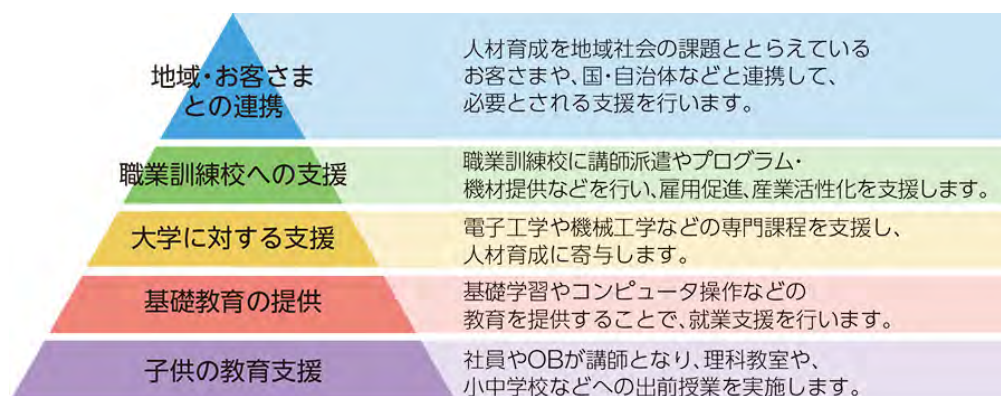 地域・お客さま
との連携
人材育成を地域社会の課題ととらえている
お客さまや、国・自治体などと連携して、
必要とされる支援を行います。
職業訓練校への支援
職業訓練校に講師派遣やプログラム・
機材提供などを行い、雇用促進、産業活性化を支援します。
大学に対する支援
電子工学や機械工学などの専門課程を支援し、
人材育成に寄与します。
基礎教育の提供
基礎学習やコンピュータ操作などの
教育を提供することで、就業支援を行います。
子供の教育支援
社員やOBが講師となり、理科教室や、
小中学校などへの出前授業を実施します。